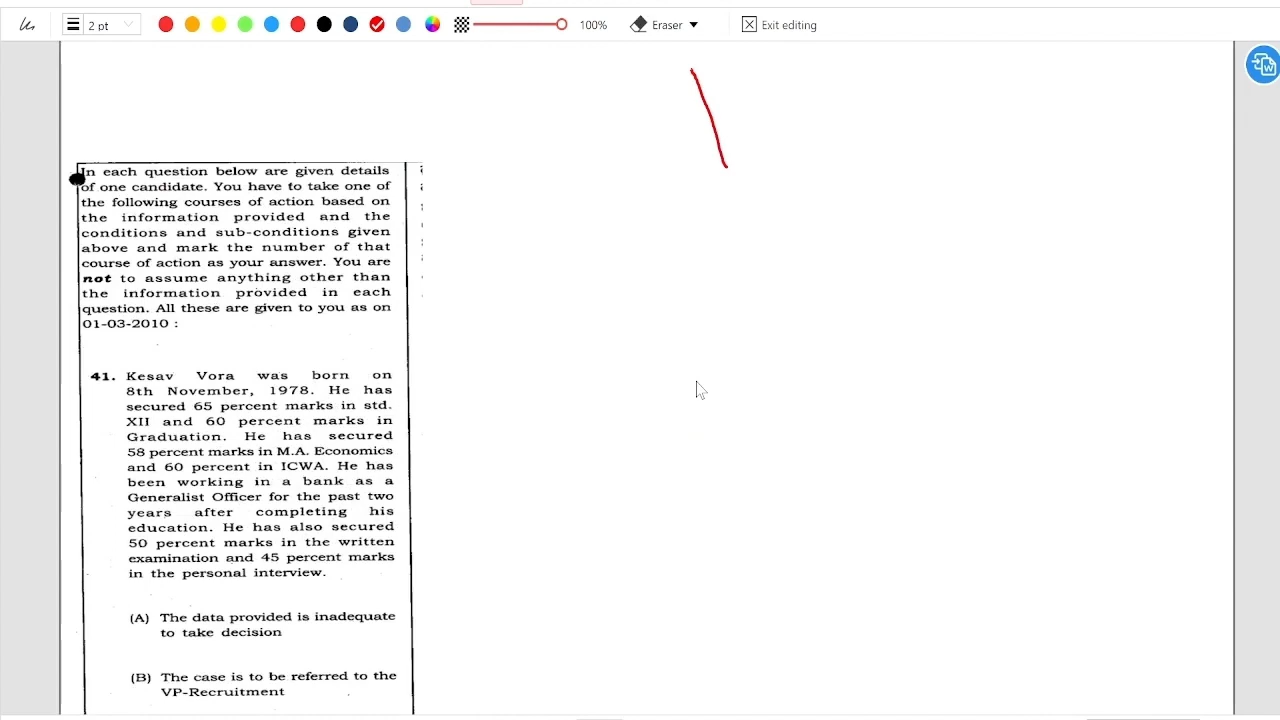 2 pt
100%
Eraser
Exit editing
In each question below are given details
of one candidate. You have to take one of
the following courses of action based on
the information provided and the
conditions and sub-conditions given
above and mark the number of that
course of action as your answer. You are
not to assume anything other than
the information provided in each
question. All these are given to you as on
01-03-2010 :
41. Kesav Vora was born on
8th November, 1978. He has
secured 65 percent marks in std.
XII and 60 percent marks in
Graduation. He has secured
58 percent marks in M.A. Economics
and 60 percent in ICWA. He has
been working in a bank as a
Generalist Officer for the past two
years after completing his
education. He has also secured
50 percent marks in the written
examination and 45 percent marks
in the personal interview.
(A) The data provided is inadequate
to take decision
(B) The case is to be referred to the
VP-Recruitment